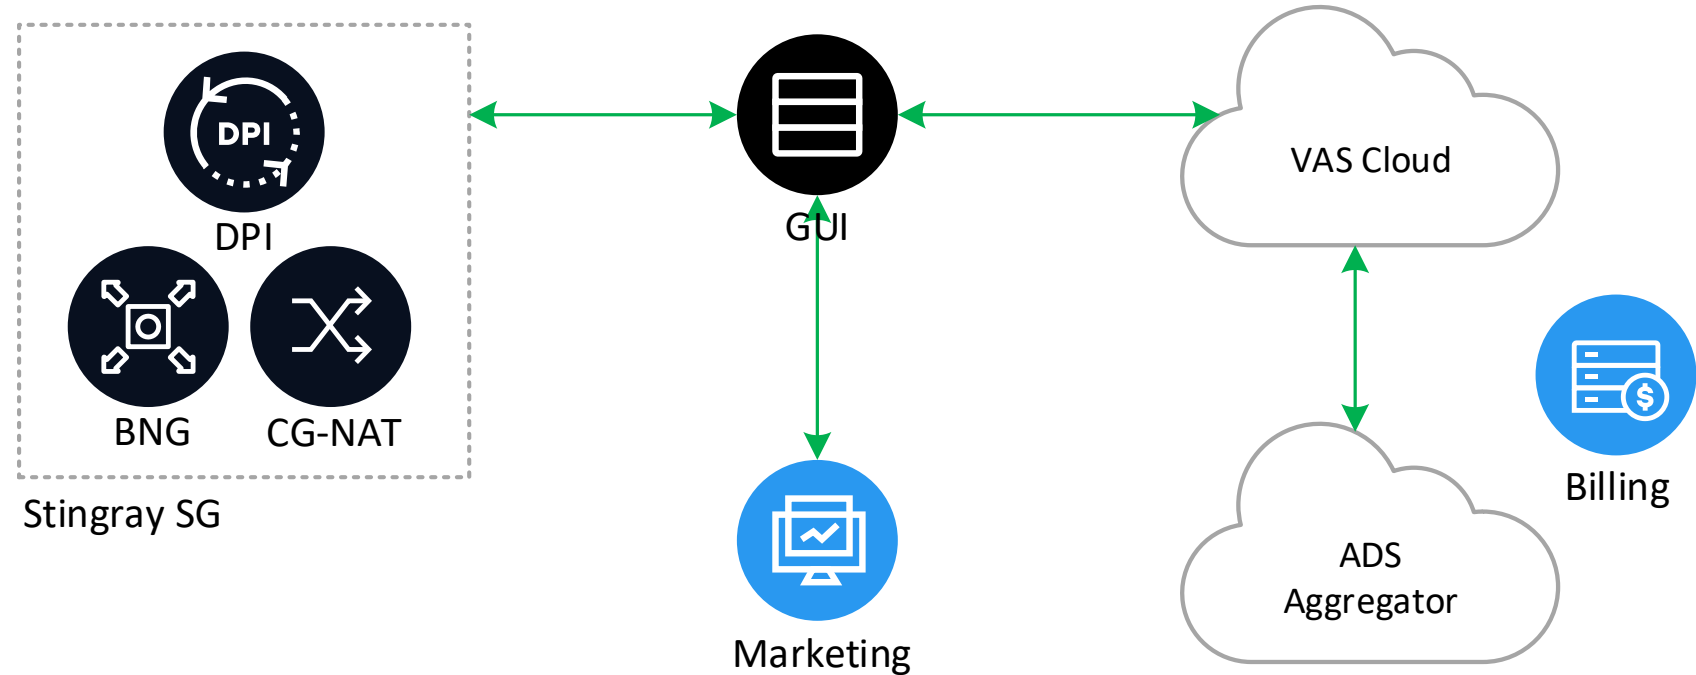 DPI
DPI
BNG
CG-NAT
Stingray SG
GUI
Marketing
VAS Cloud
$
Billing
ADS
Aggregator